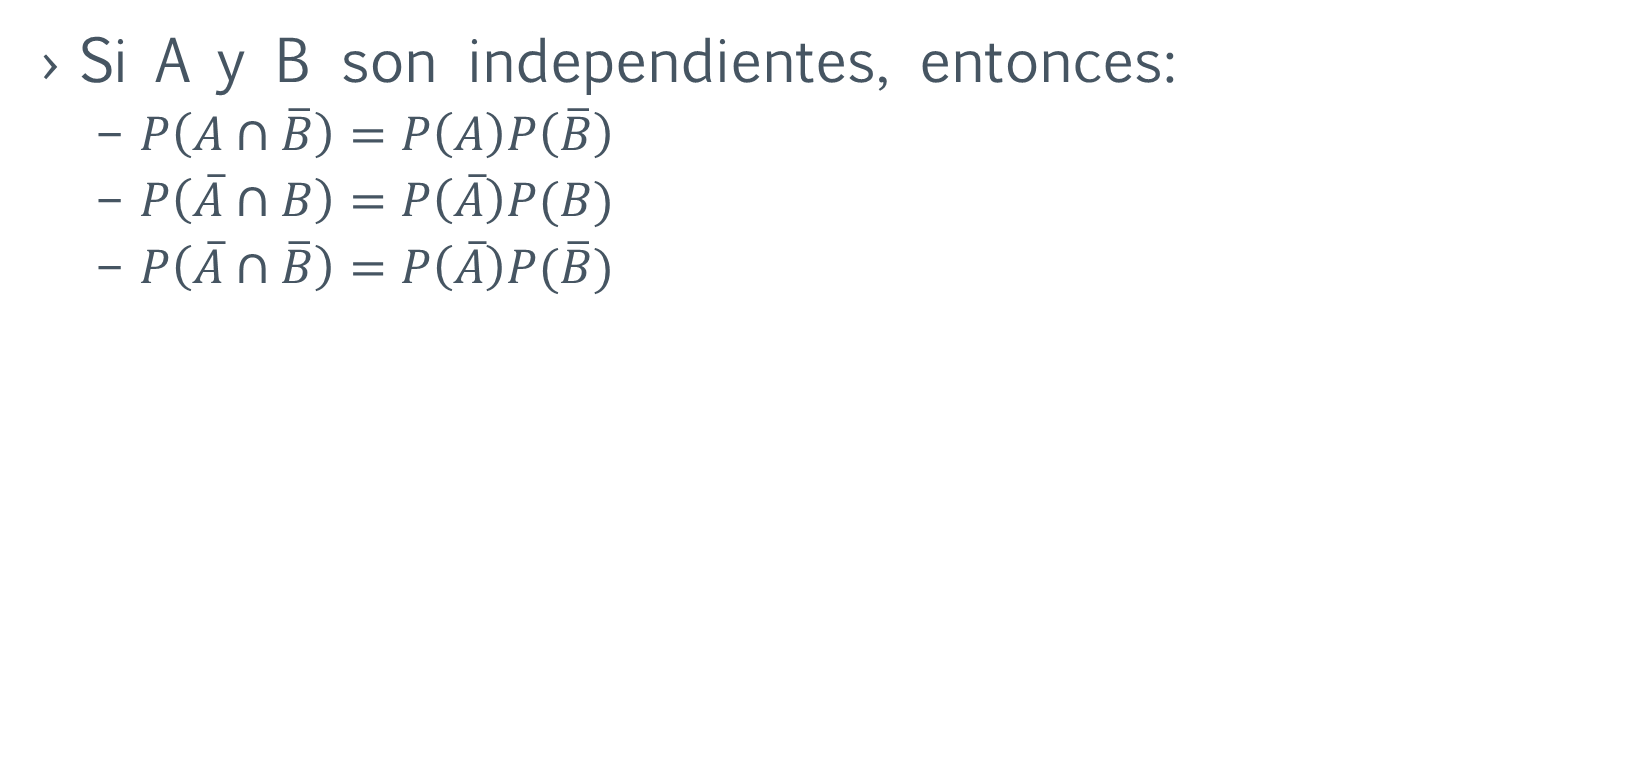 › Si A y B son independientes, entonces:
– P(A ∩ B̅) = P(A)P(B̅)
– P(A̅ ∩ B) = P(A̅)P(B)
– P(A̅ ∩ B̅) = P(A̅)P(B̅)